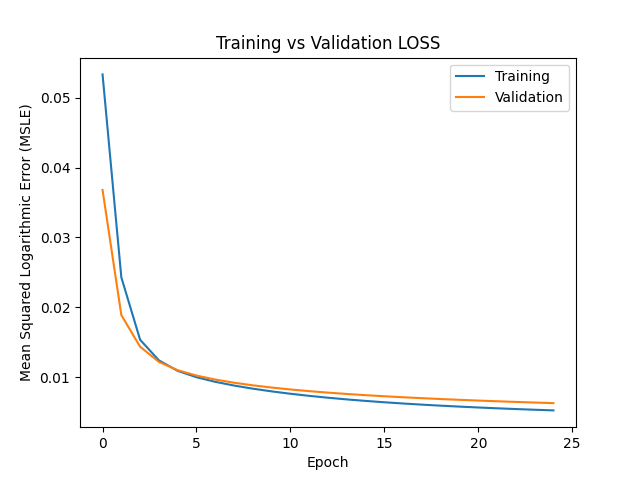 Training vs Validation LOSS
Training
Validation
Mean Squared Logarithmic Error (MSLE)
0.05
0.04
0.03
0.02
0.01
0 5 10 15 20 25
Epoch